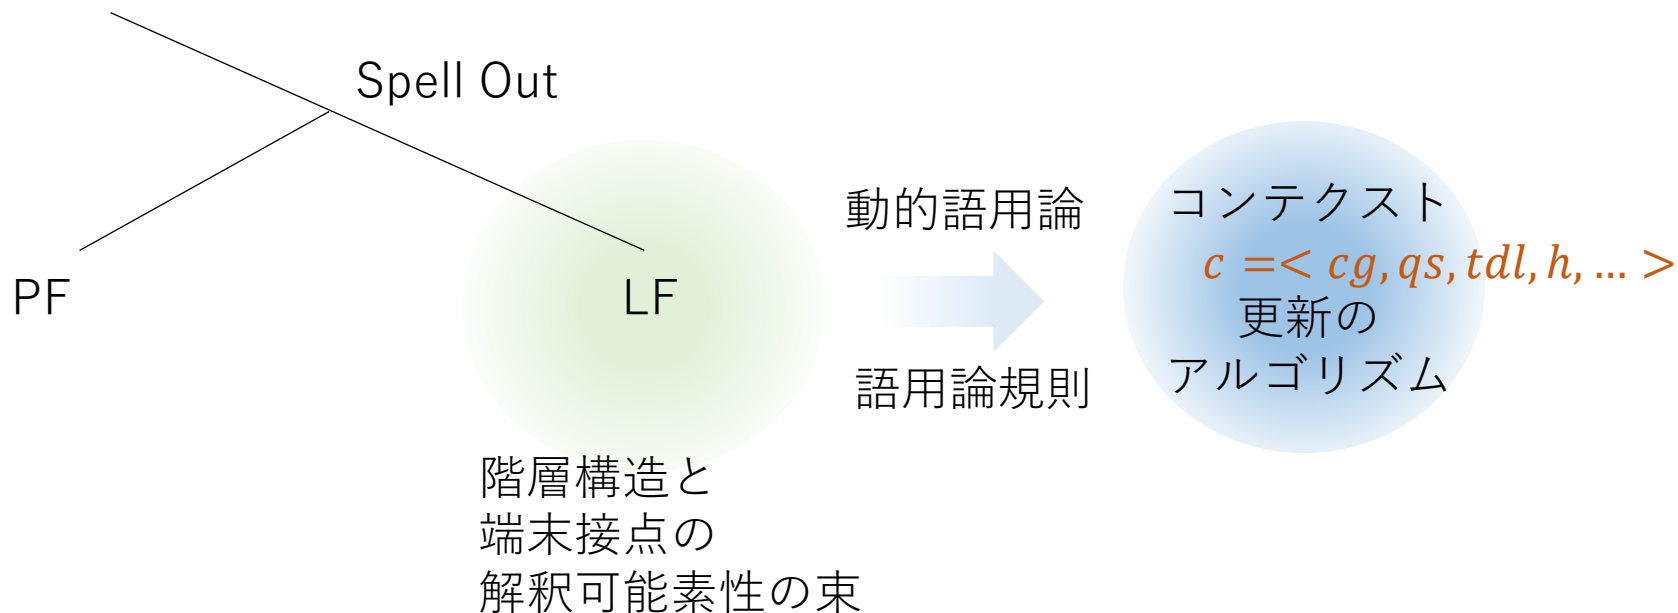 Spell Out
PF
LF
階層構造と
端末接点の
解釈可能素性の束
動的語用論
語用論規則
コンテクスト
c =< cg, qs, tdl, h, … >
更新の
アルゴリズム